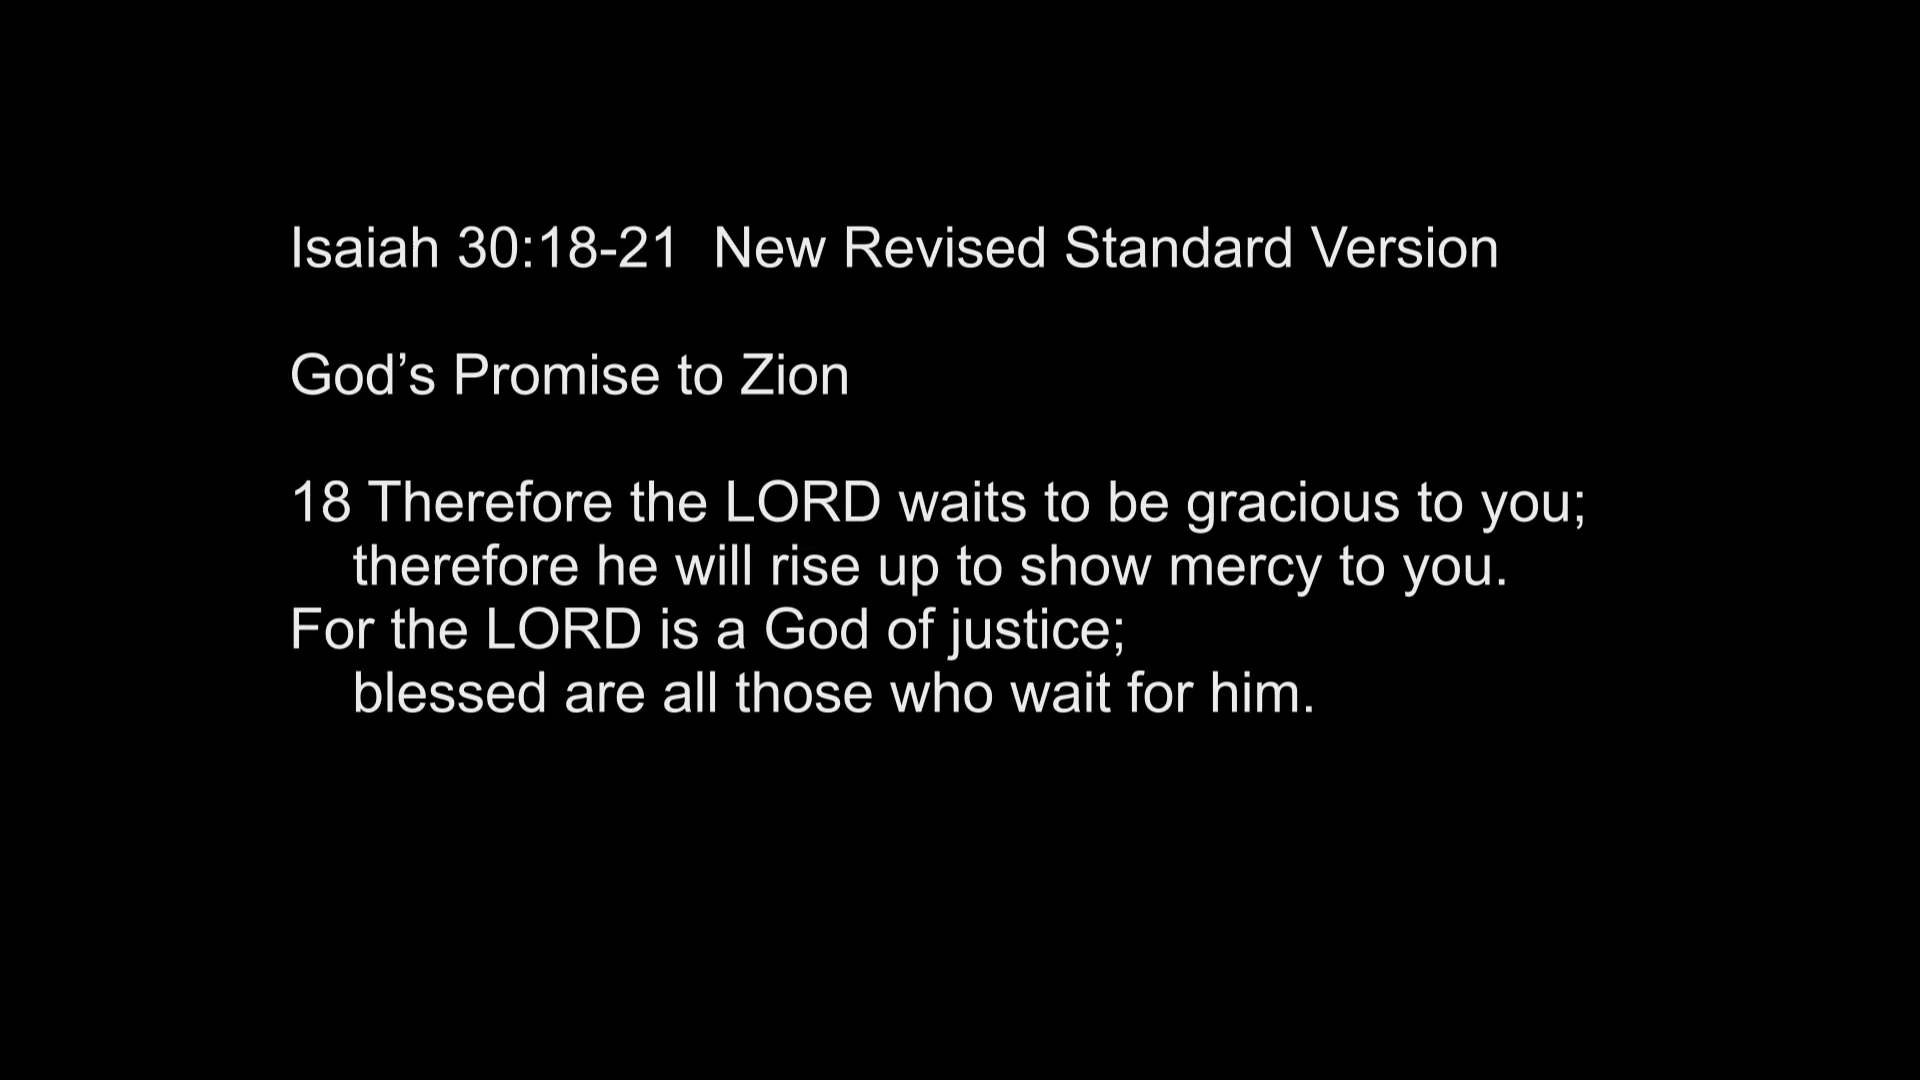 Isaiah 30:18-21  New Revised Standard Version
God’s Promise to Zion
18 Therefore the LORD waits to be gracious to you;
therefore he will rise up to show mercy to you.
For the LORD is a God of justice;
blessed are all those who wait for him.